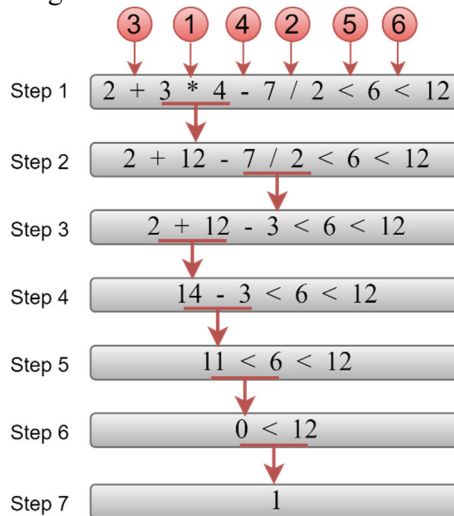 3 1 4 2 5 6
Step 1 2 + 3 * 4 - 7 / 2 < 6 < 12
Step 2 2 + 12 - 7 / 2 < 6 < 12
Step 3 2 + 12 - 3 < 6 < 12
Step 4 14 - 3 < 6 < 12
Step 5 11 < 6 < 12
Step 6 0 < 12
Step 7 1